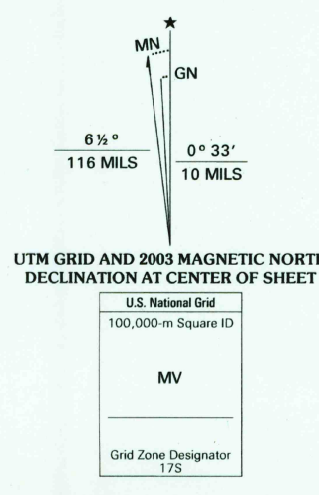 MN
GN
6 ½ °
116 MILS
0° 33′
10 MILS
UTM GRID AND 2003 MAGNETIC NORTH
DECLINATION AT CENTER OF SHEET
U.S. National Grid
100,000-m Square ID
MV
Grid Zone Designator
17S